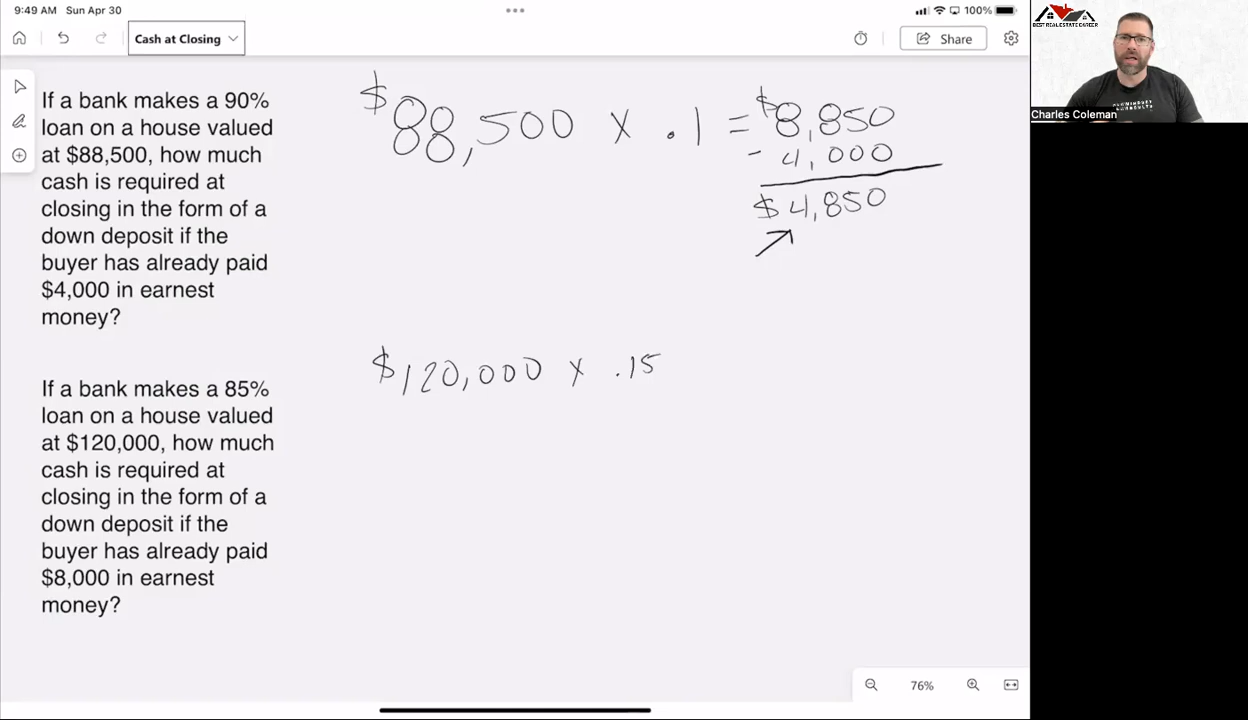 9:49 AM Sun Apr 30
100%
Cash at Closing
Share
BEST REAL ESTATE CAREER
Charles Coleman
If a bank makes a 90%
loan on a house valued
at $88,500, how much
cash is required at
closing in the form of a
down deposit if the
buyer has already paid
$4,000 in earnest
money?
$88,500 x .1 = $8,850
- 4,000
$4,850
If a bank makes a 85%
loan on a house valued
at $120,000, how much
cash is required at
closing in the form of a
down deposit if the
buyer has already paid
$8,000 in earnest
money?
$120,000 x .15
76%